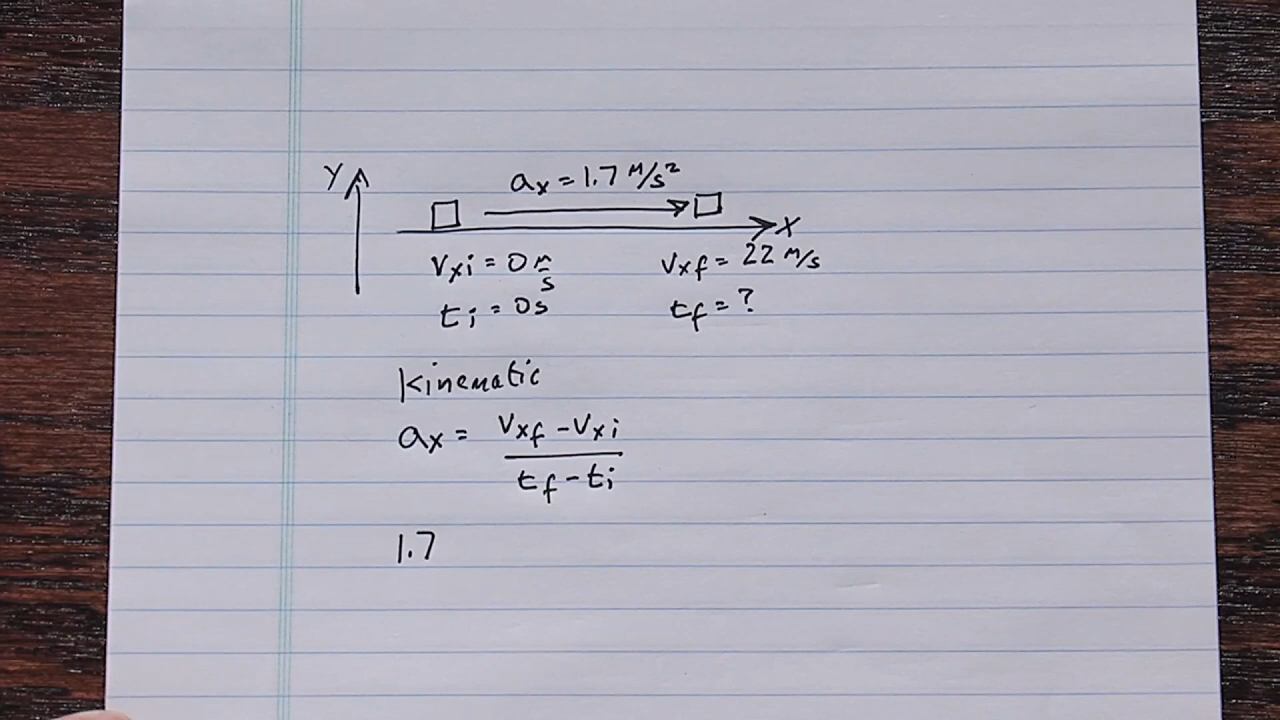 Y
ax = 1.7 m/s²
X
vxi = 0 m/s
vxf = 22 m/s
ti = 0s
tf = ?
Kinematic
ax = (vxf - vxi) / (tf - ti)
1.7